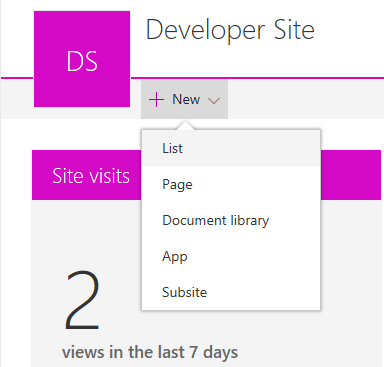 Developer Site
DS
New
List
Site visits
Page
Document library
App
Subsite
2
views in the last 7 days